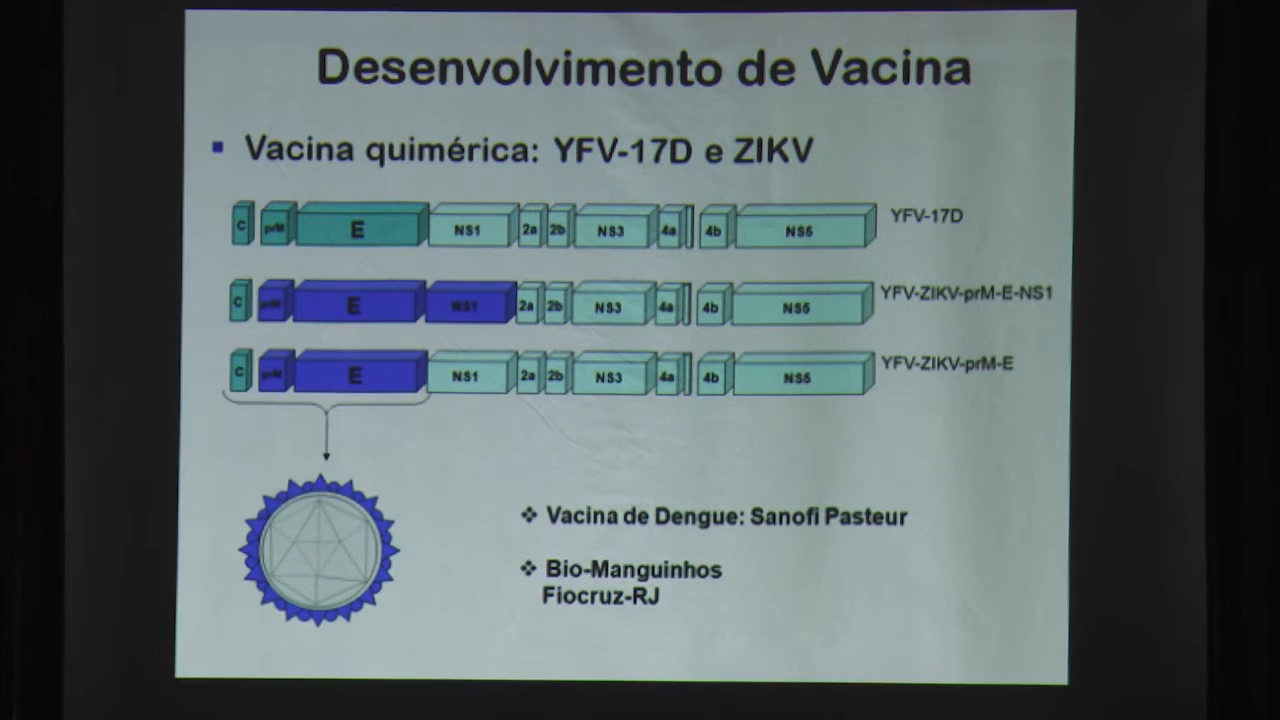 Desenvolvimento de Vacina
Vacina quimérica: YFV-17D e ZIKV
C prM E NS1 2a 2b NS3 4a 4b NS5 YFV-17D
C prM E NS1 2a 2b NS3 4a 4b NS5 YFV-ZIKV-prM-E-NS1
C prM E NS1 2a 2b NS3 4a 4b NS5 YFV-ZIKV-prM-E
Vacina de Dengue: Sanofi Pasteur
Bio-Manguinhos
Fiocruz-RJ